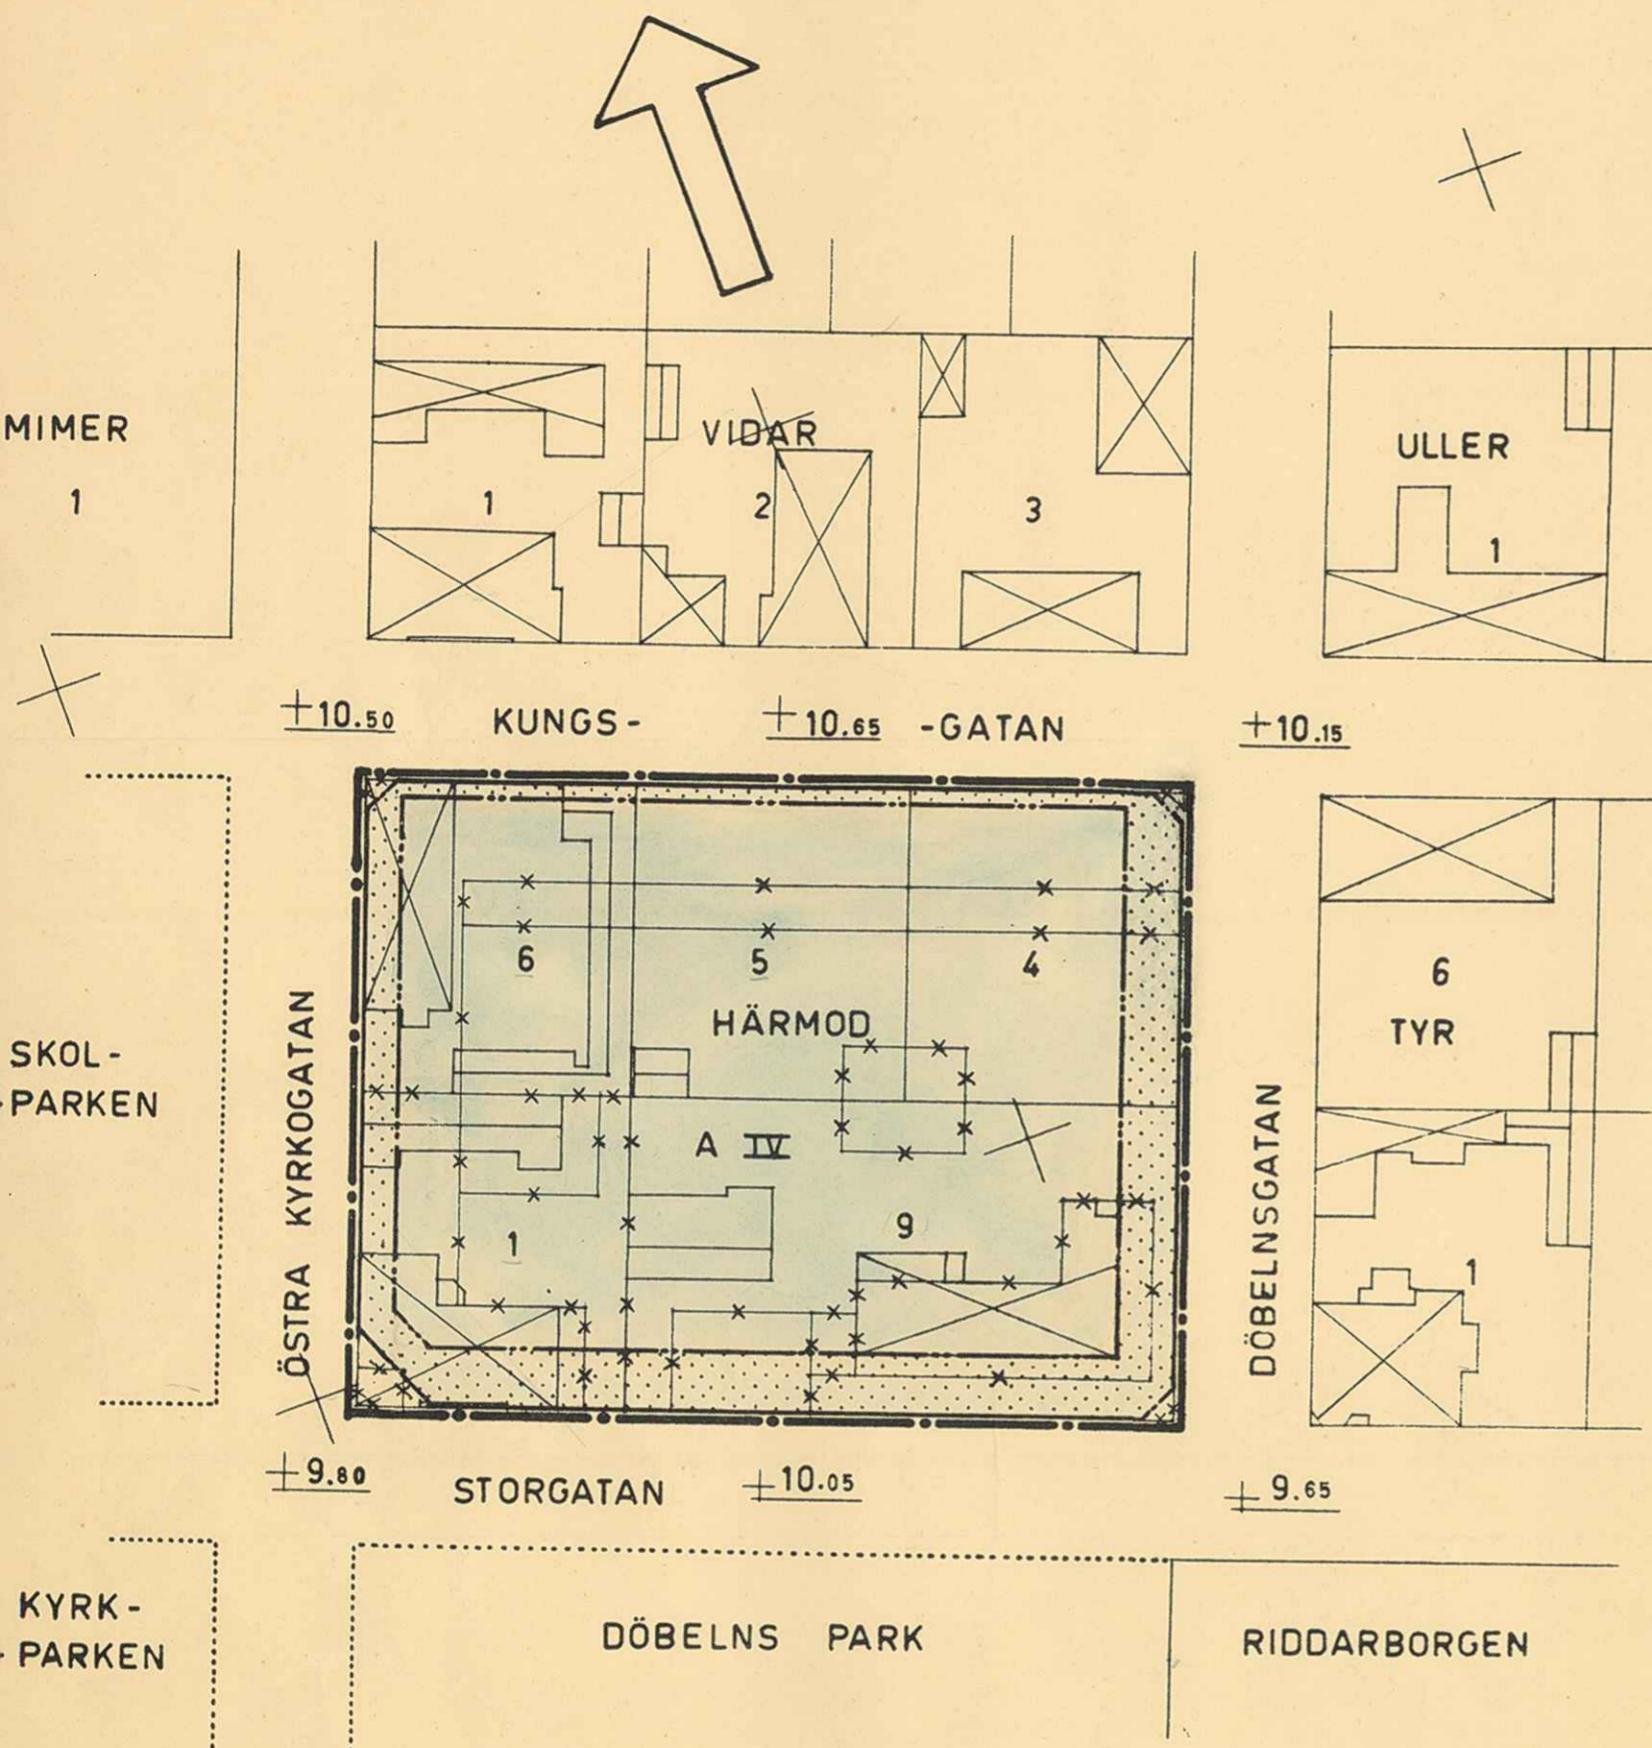 MIMER
1
VIDAR
1
2
3
ULLER
1
+10.50
KUNGS-
+10.65
-GATAN
+10.15
6
5
4
HÄRMOD
A IV
1
9
SKOL-
-PARKEN
ÖSTRA KYRKOGATAN
DÖBELNSGATAN
6
TYR
1
+9.80
STORGATAN
+10.05
+9.65
KYRK-
-PARKEN
DÖBELNS PARK
RIDDARBORGEN